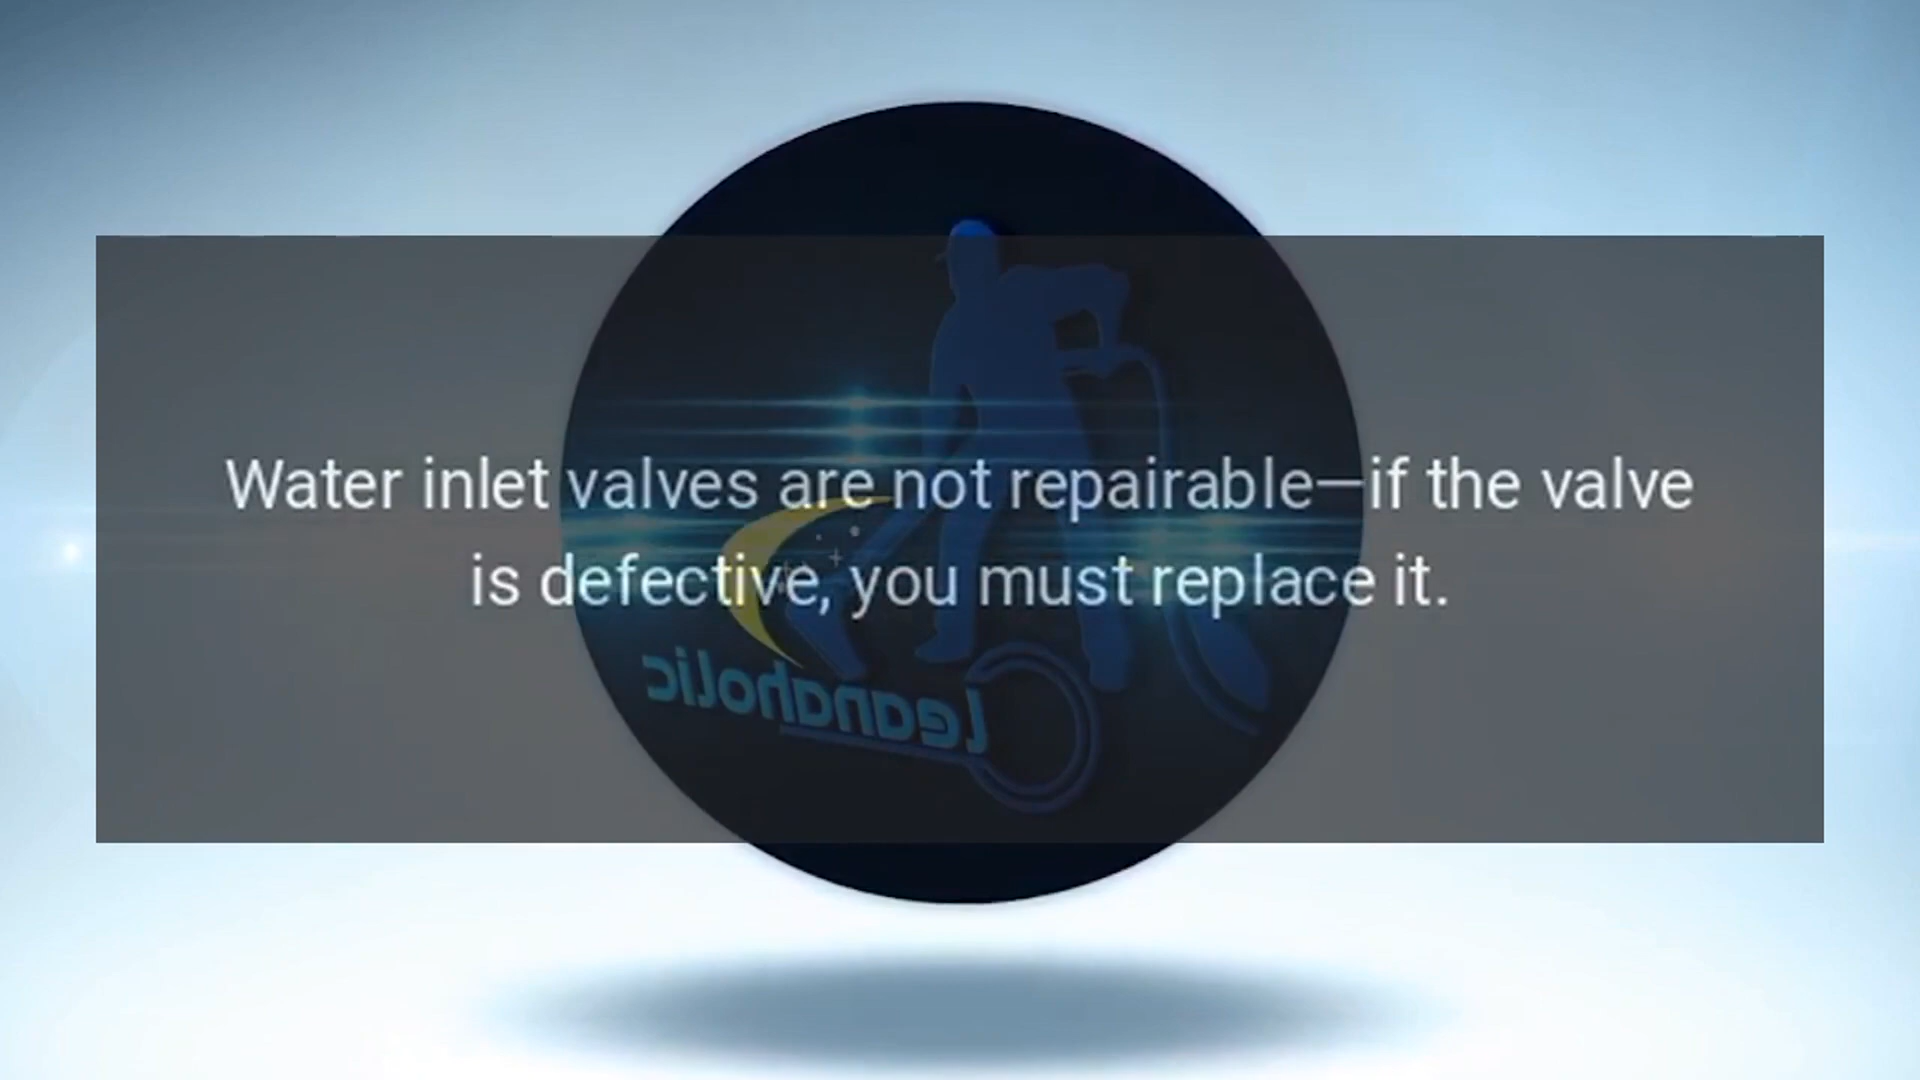 Water inlet valves are not repairable—if the valve
is defective, you must replace it.
Leanaholic